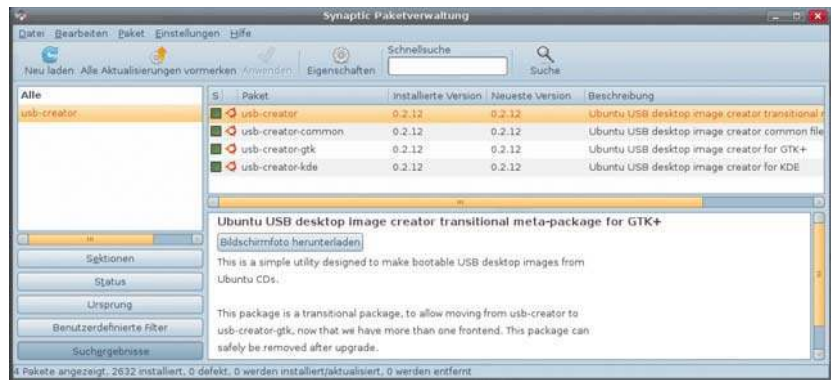 Synaptic Paketverwaltung
Datei Bearbeiten Paket Einstellungen Hilfe
Neu laden Alle Aktualisierungen vormerken Anwenden Eigenschaften Schnellsuche Suche
Alle
usb-creator
S Paket Installierte Version Neueste Version Beschreibung
usb-creator 0.2.12 0.2.12 Ubuntu USB desktop image creator transitional
usb-creator-common 0.2.12 0.2.12 Ubuntu USB desktop image creator common file
usb-creator-gtk 0.2.12 0.2.12 Ubuntu USB desktop image creator for GTK+
usb-creator-kde 0.2.12 0.2.12 Ubuntu USB desktop image creator for KDE
Ubuntu USB desktop image creator transitional meta-package for GTK+
Bildschirmfoto herunterladen
This is a simple utility designed to make bootable USB desktop images from
Ubuntu CDs.
This package is a transitional package, to allow moving from usb-creator to
usb-creator-gtk, now that we have more than one frontend. This package can
safely be removed after upgrade.
Sektionen
Status
Ursprung
Benutzerdefinierte Filter
Suchergebnisse
4 Pakete angezeigt, 2632 installiert, 0 defekt, 0 werden installiert/aktualisiert, 0 werden entfernt